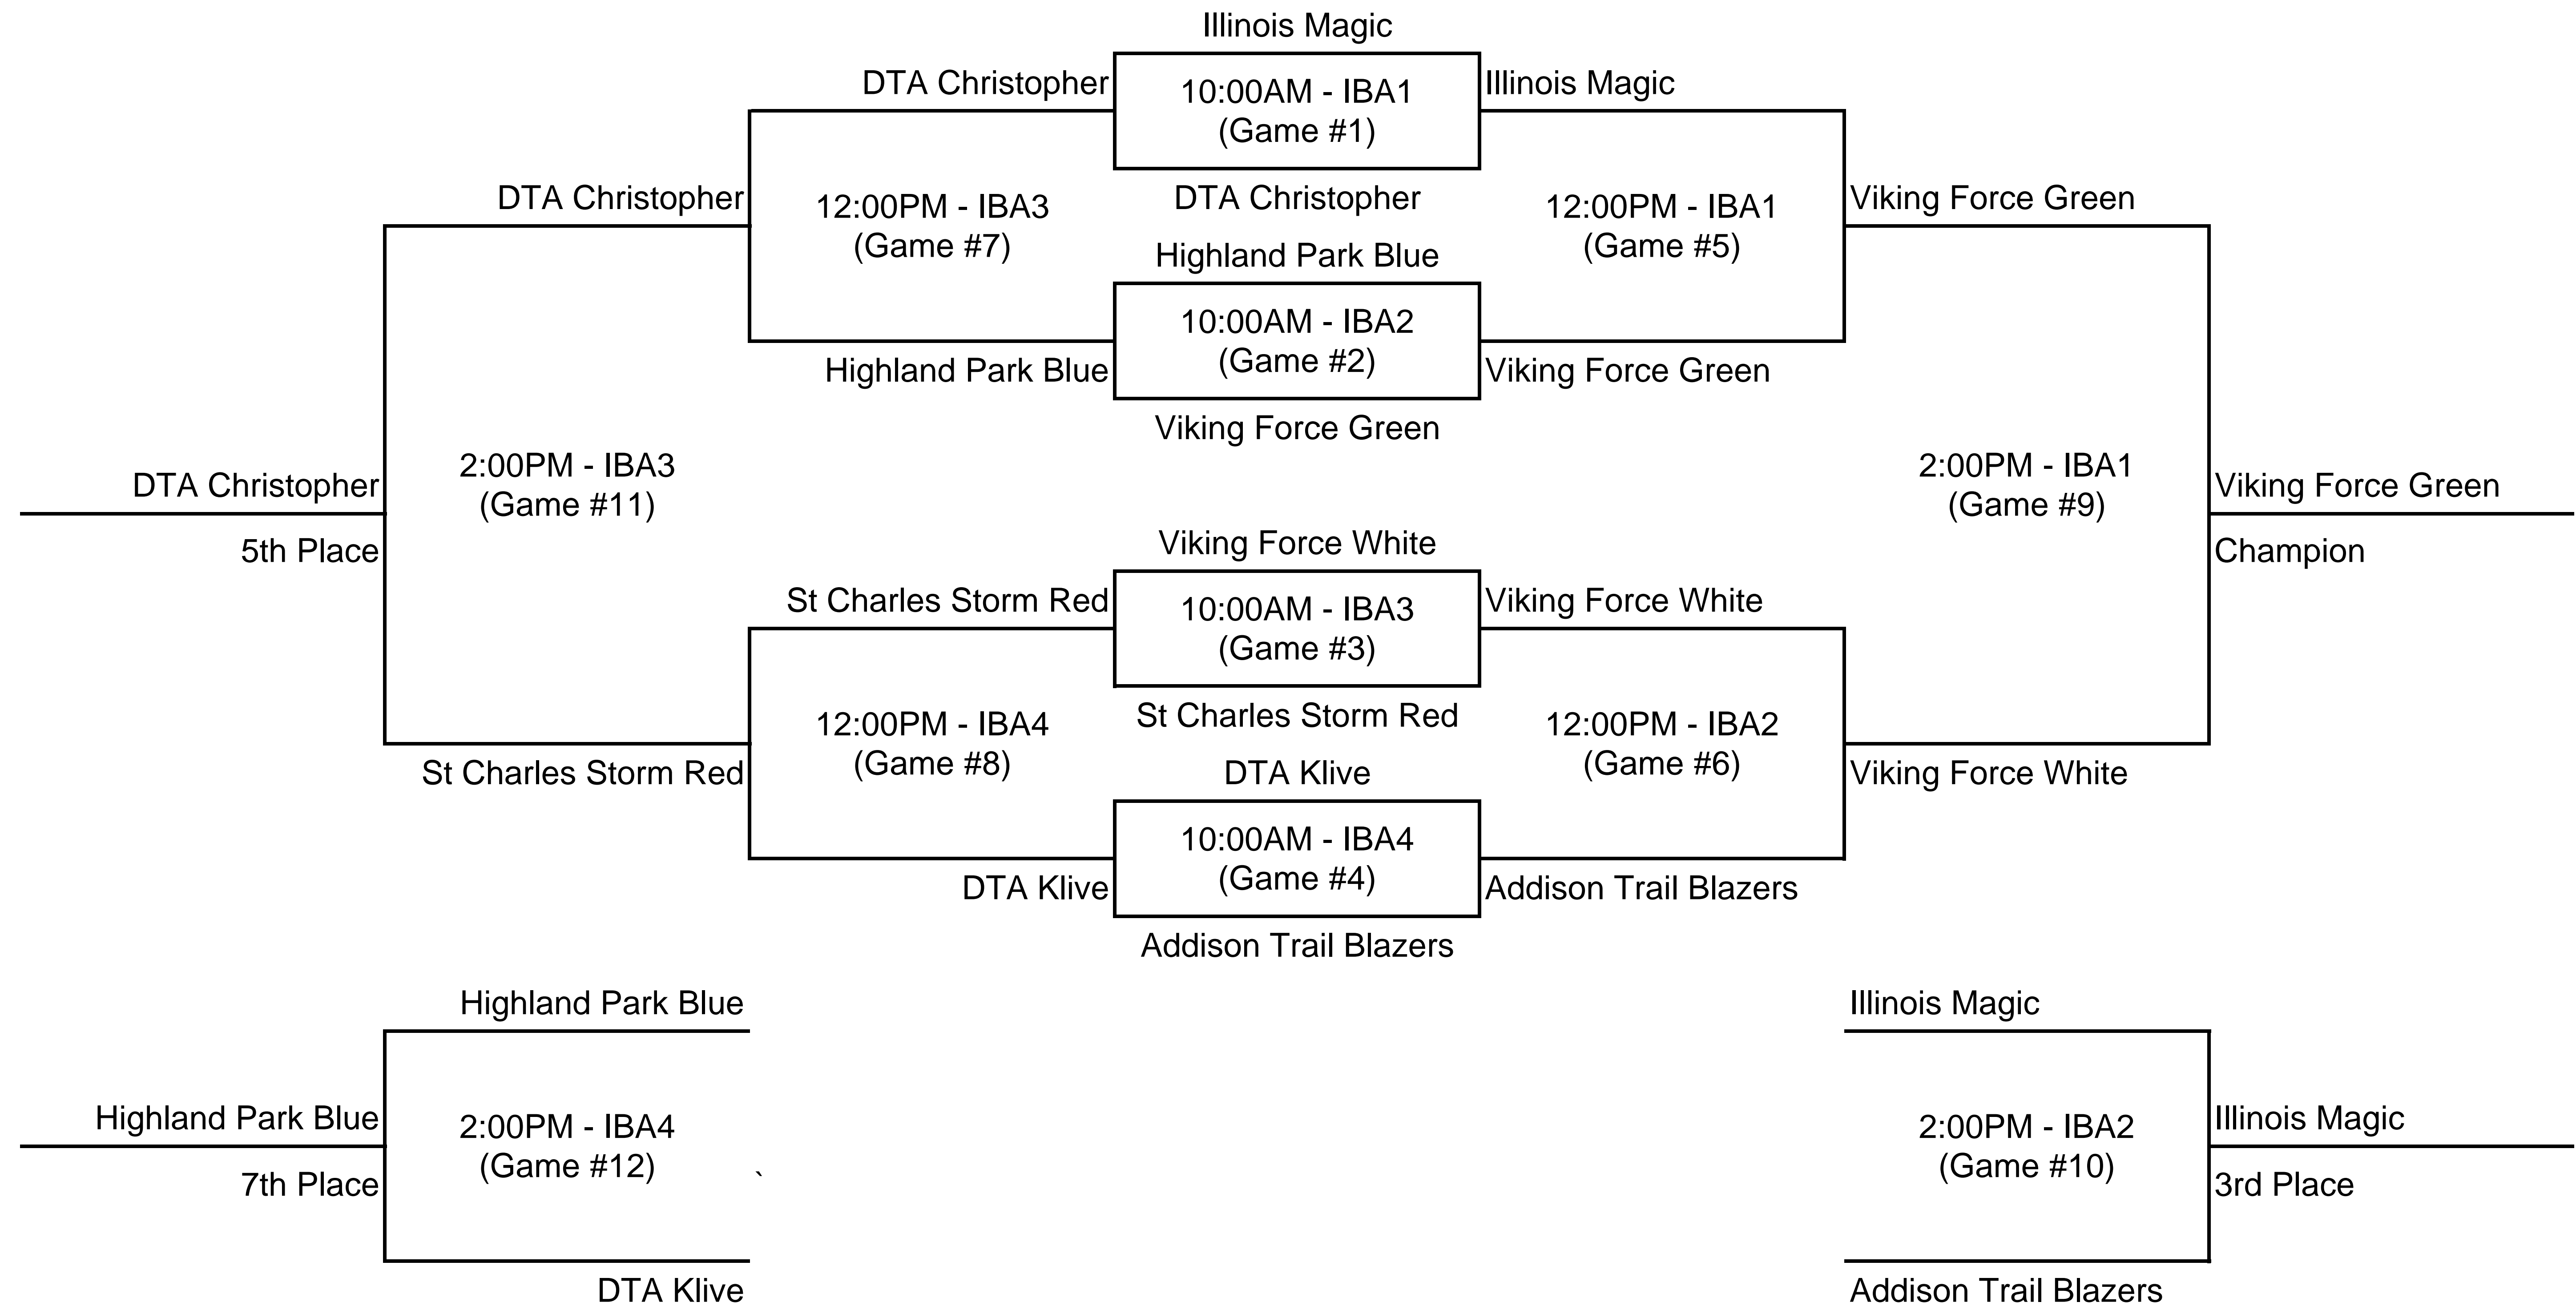 Illinois Magic
DTA Christopher
10:00AM - IBA1
(Game #1)
Illinois Magic
DTA Christopher
12:00PM - IBA3
(Game #7)
DTA Christopher
12:00PM - IBA1
(Game #5)
Viking Force Green
Highland Park Blue
10:00AM - IBA2
(Game #2)
Highland Park Blue
Viking Force Green
Viking Force Green
DTA Christopher
5th Place
2:00PM - IBA3
(Game #11)
2:00PM - IBA1
(Game #9)
Viking Force Green
Champion
Viking Force White
St Charles Storm Red
10:00AM - IBA3
(Game #3)
Viking Force White
St Charles Storm Red
St Charles Storm Red
12:00PM - IBA4
(Game #8)
12:00PM - IBA2
(Game #6)
Viking Force White
DTA Klive
10:00AM - IBA4
(Game #4)
DTA Klive
Addison Trail Blazers
Addison Trail Blazers
Highland Park Blue
Highland Park Blue
7th Place
2:00PM - IBA4
(Game #12)
`
DTA Klive
Illinois Magic
2:00PM - IBA2
(Game #10)
Illinois Magic
3rd Place
Addison Trail Blazers